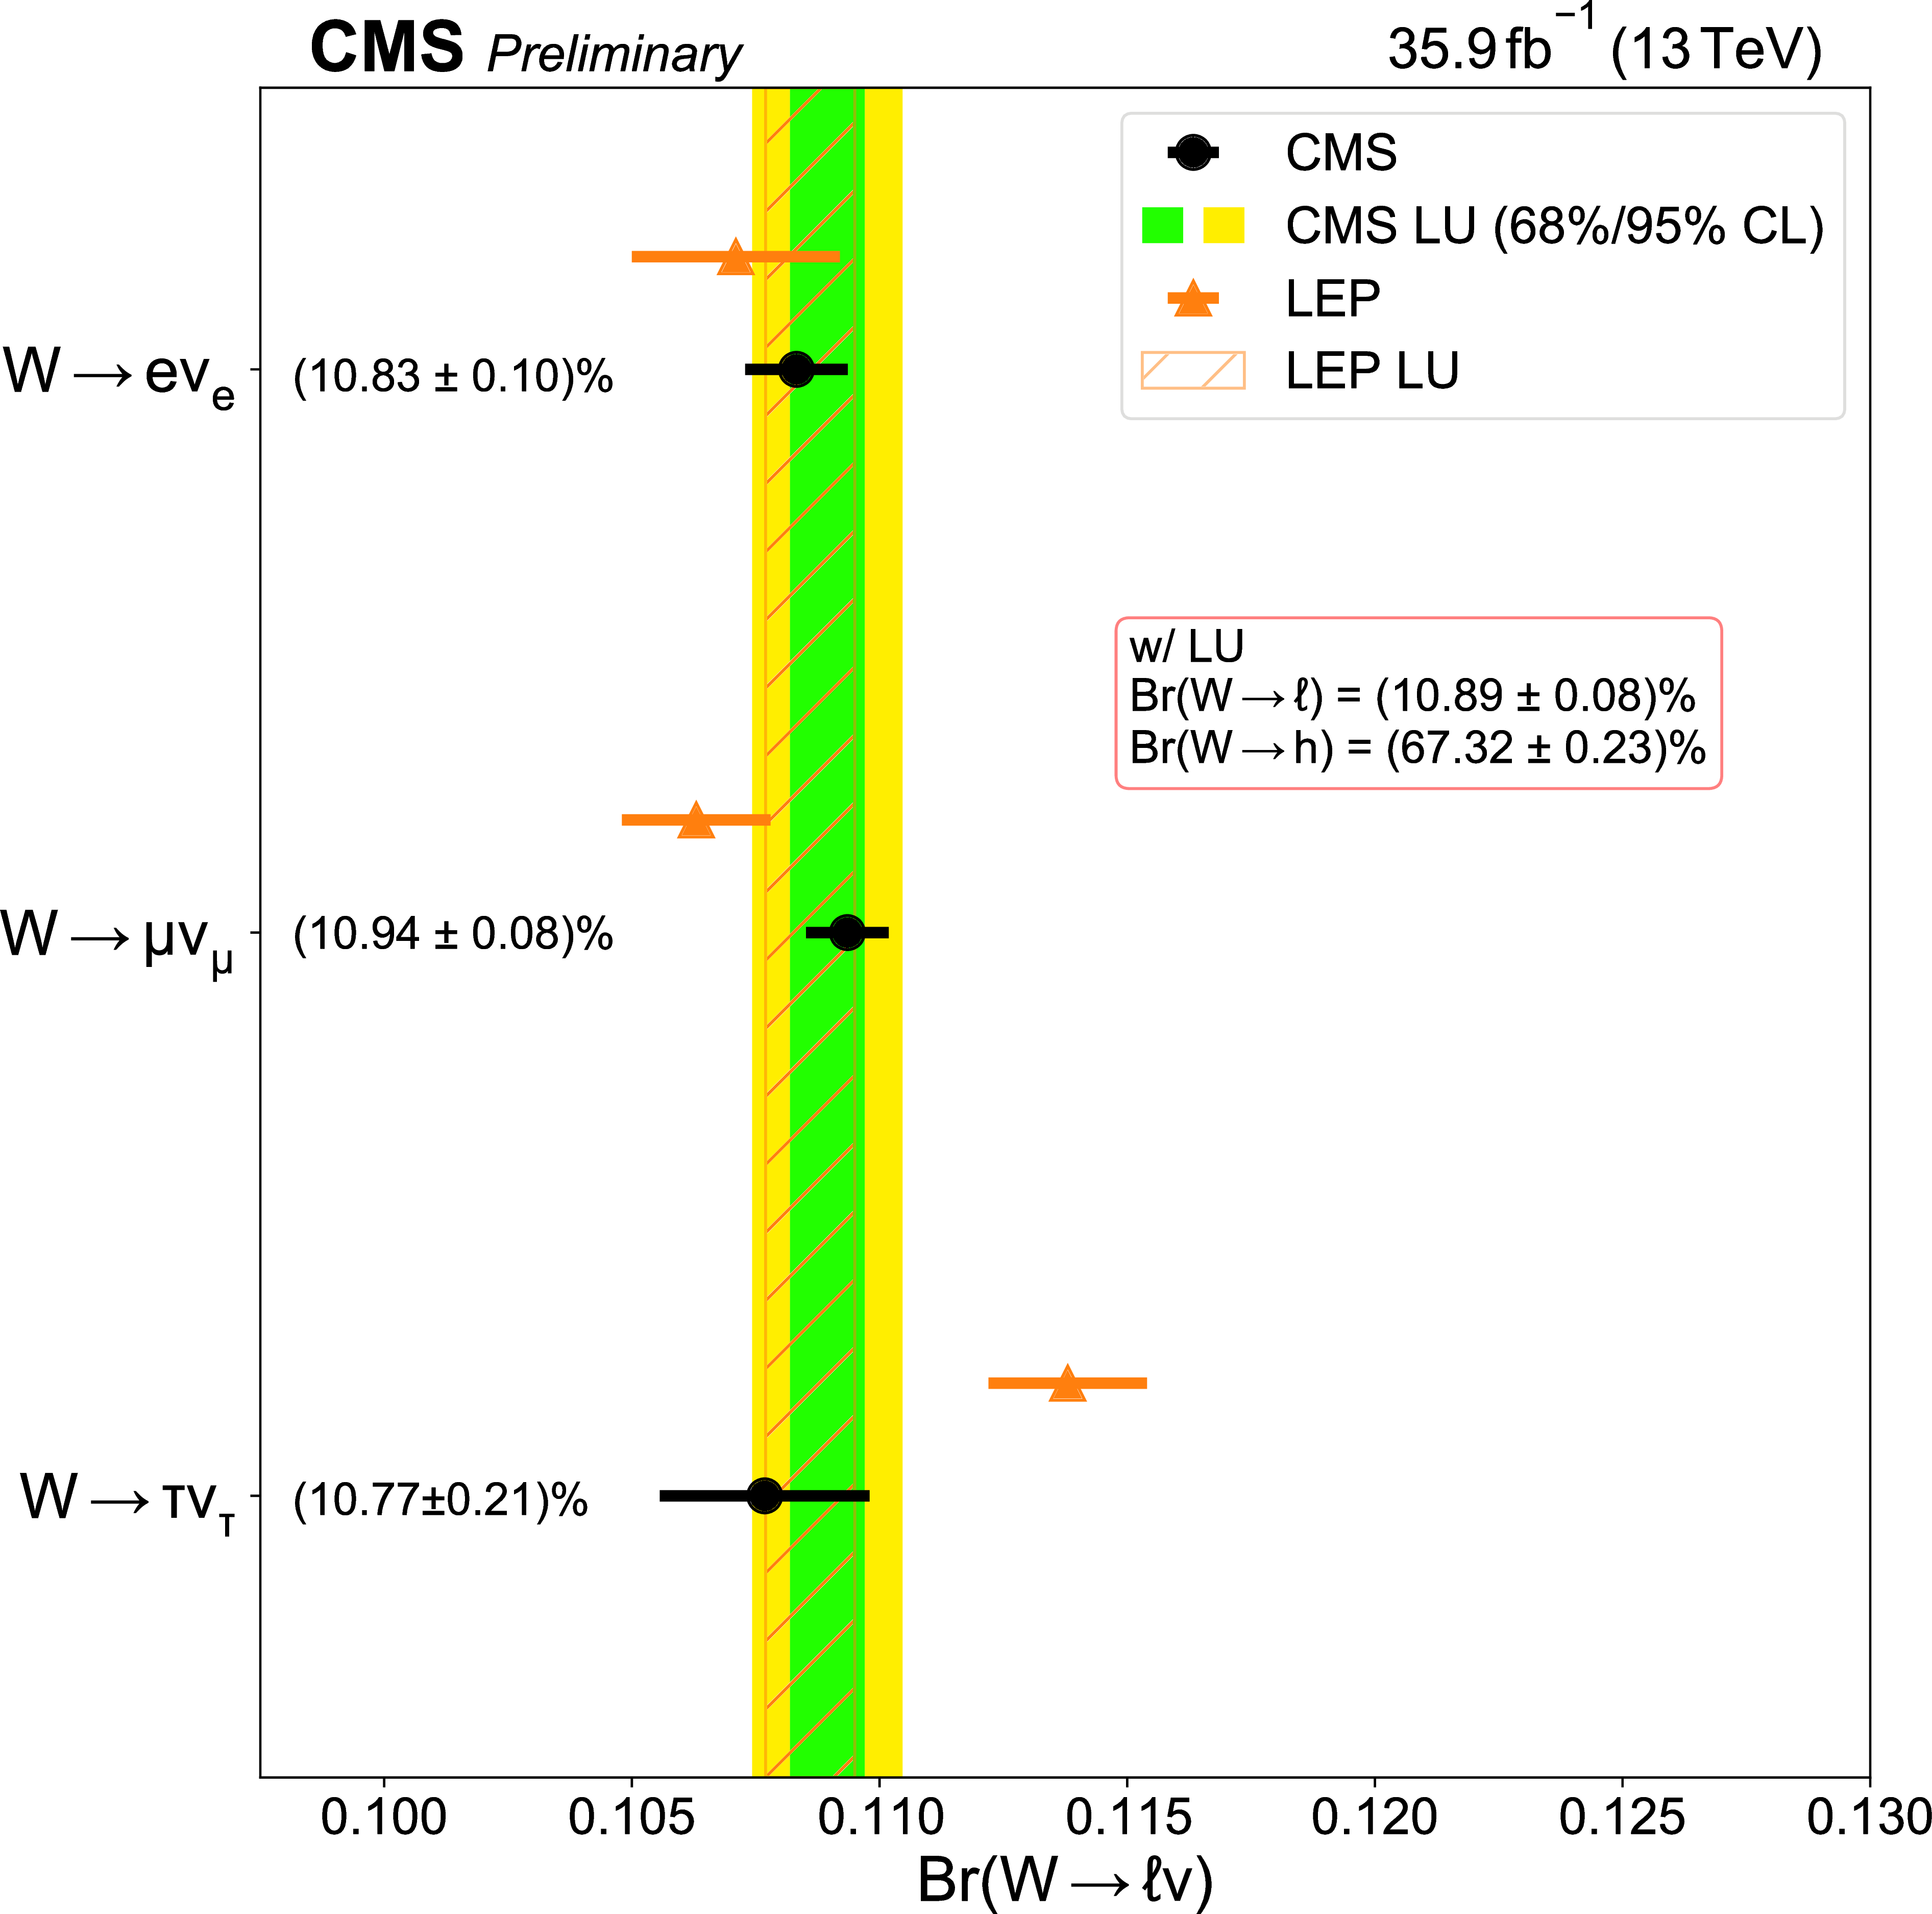 CMS Preliminary 35.9 fb⁻¹ (13 TeV)
CMS
CMS LU (68%/95% CL)
LEP
LEP LU
W → eνₑ (10.83 ± 0.10)%
w/ LU
Br(W → ℓ) = (10.89 ± 0.08)%
Br(W → h) = (67.32 ± 0.23)%
W → μν_μ (10.94 ± 0.08)%
W → τν_τ (10.77±0.21)%
0.100 0.105 0.110 0.115 0.120 0.125 0.130
Br(W → ℓν)